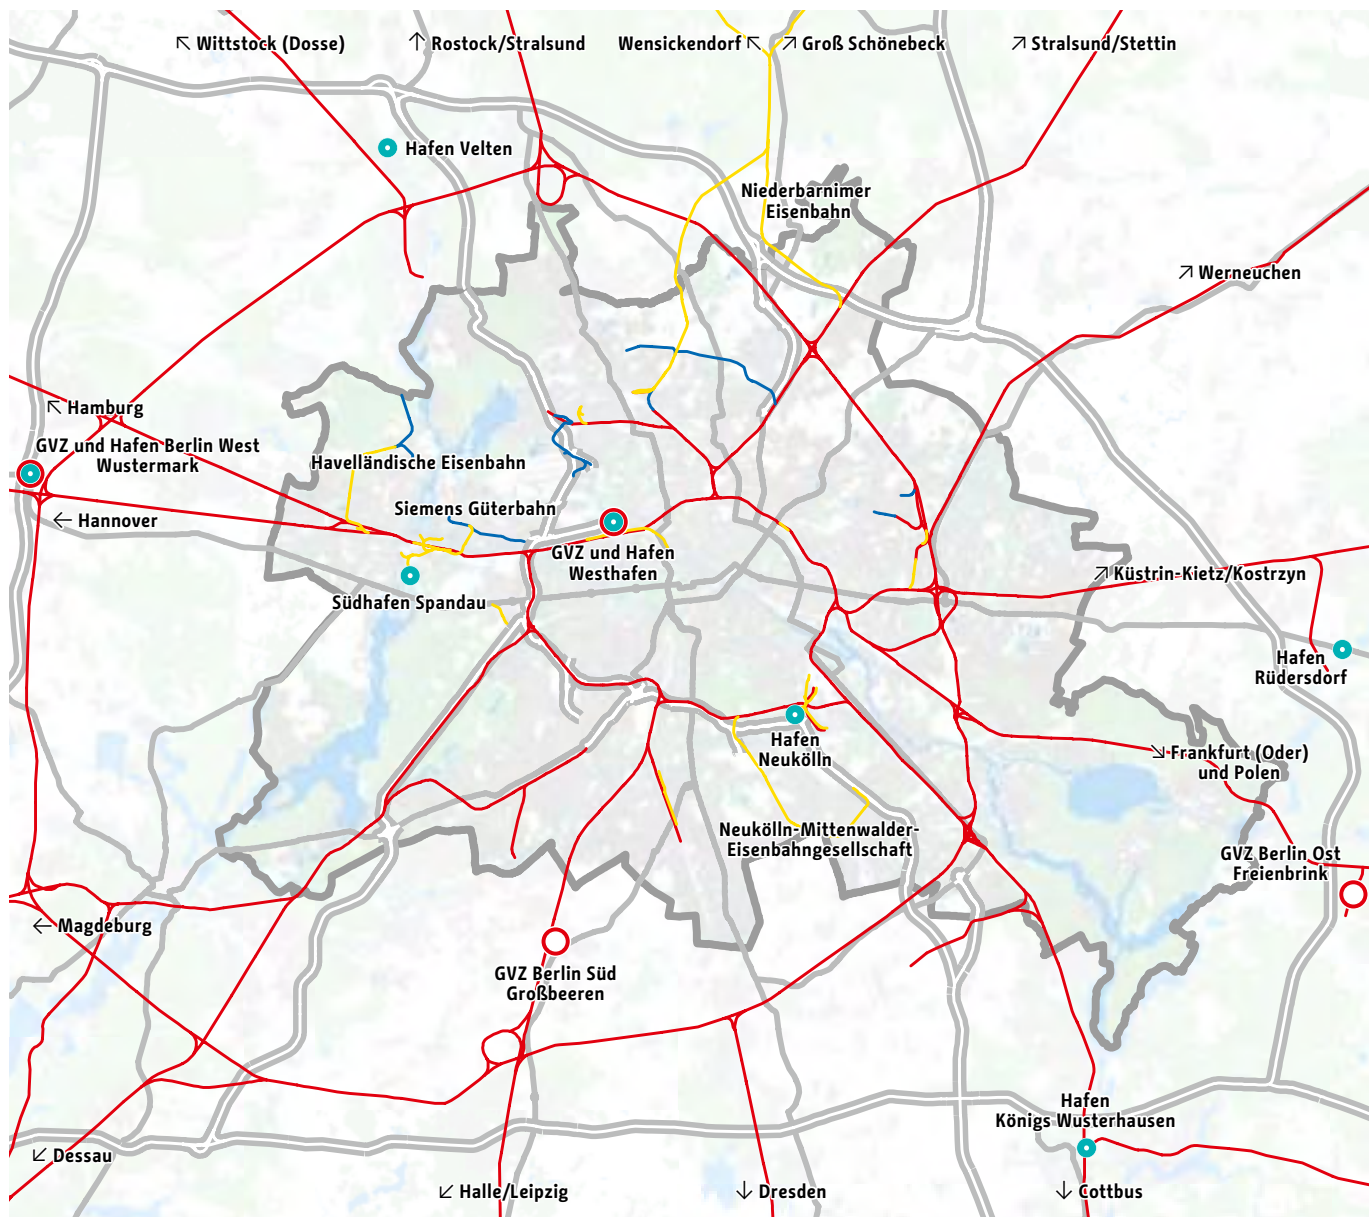 ↖ Wittstock (Dosse)
↑ Rostock/Stralsund
Wensickendorf ↖
↗ Groß Schönebeck
↗ Stralsund/Stettin
Hafen Velten
Niederbarnimer
Eisenbahn
↗ Werneuchen
↖ Hamburg
GVZ und Hafen Berlin West
Wustermark
Havelländische Eisenbahn
Siemens Güterbahn
← Hannover
GVZ und Hafen
Westhafen
↗ Küstrin-Kietz/Kostrzyn
Südhafen Spandau
Hafen
Rüdersdorf
Hafen
Neukölln
↘ Frankfurt (Oder)
und Polen
Neukölln-Mittenwalder-
Eisenbahngesellschaft
GVZ Berlin Ost
Freienbrink
← Magdeburg
GVZ Berlin Süd
Großbeeren
Hafen
Königs Wusterhausen
↙ Dessau
↙ Halle/Leipzig
↓ Dresden
↓ Cottbus